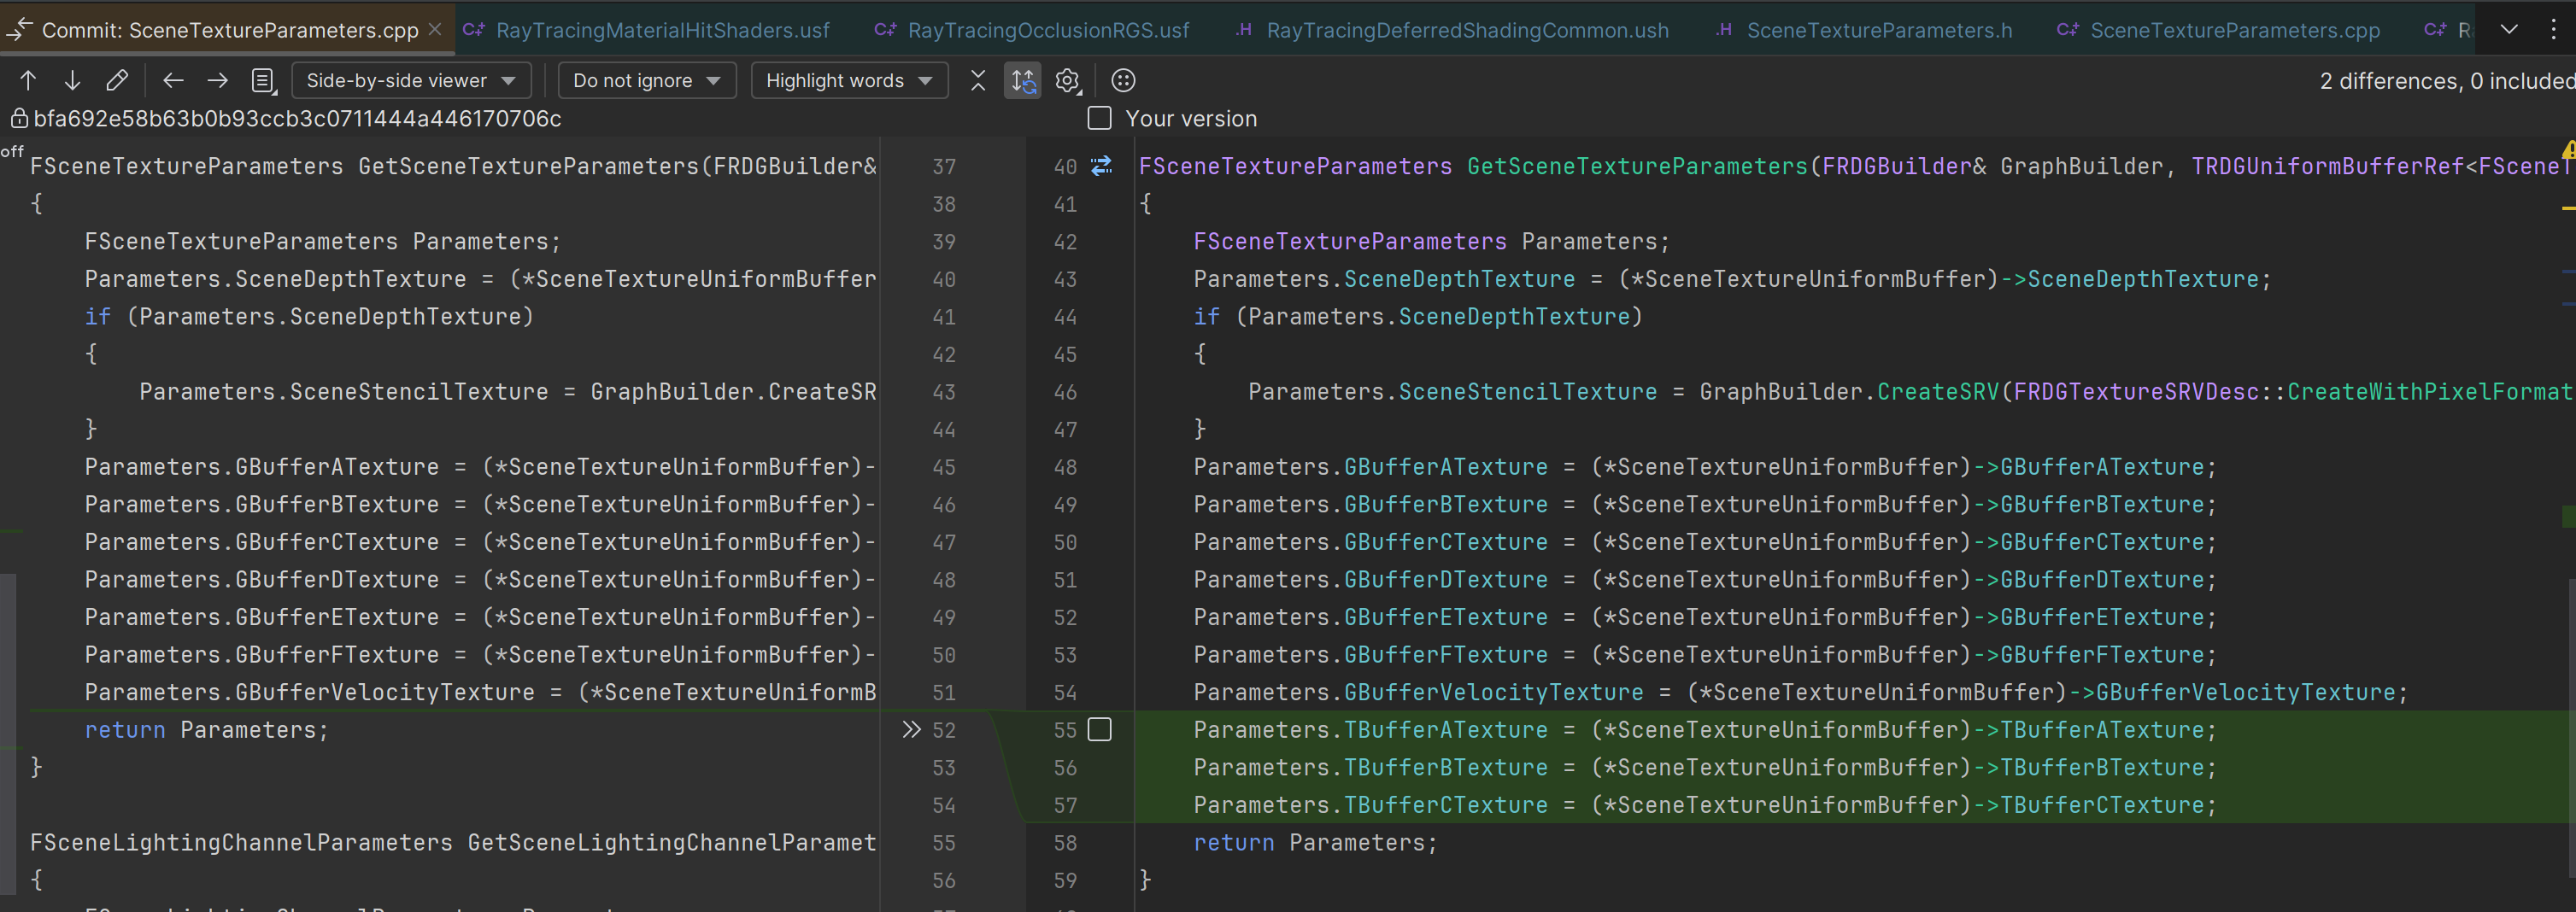 Commit: SceneTextureParameters.cpp RayTracingMaterialHitShaders.usf RayTracingOcclusionRGS.usf .H RayTracingDeferredShadingCommon.ush .H SceneTextureParameters.h SceneTextureParameters.cpp
Side-by-side viewer Do not ignore Highlight words 2 differences, 0 included
bfa692e58b63b0b93ccb3c0711444a446170706c Your version
off
FSceneTextureParameters GetSceneTextureParameters(FRDGBuilder& 37 40 FSceneTextureParameters GetSceneTextureParameters(FRDGBuilder& GraphBuilder, TRDGUniformBufferRef<FSceneT
{ 38 41 {
FSceneTextureParameters Parameters; 39 42 FSceneTextureParameters Parameters;
Parameters.SceneDepthTexture = (*SceneTextureUniformBuffer 40 43 Parameters.SceneDepthTexture = (*SceneTextureUniformBuffer)->SceneDepthTexture;
if (Parameters.SceneDepthTexture) 41 44 if (Parameters.SceneDepthTexture)
{ 42 45 {
Parameters.SceneStencilTexture = GraphBuilder.CreateSR 43 46 Parameters.SceneStencilTexture = GraphBuilder.CreateSRV(FRDGTextureSRVDesc::CreateWithPixelFormat
} 44 47 }
Parameters.GBufferATexture = (*SceneTextureUniformBuffer)- 45 48 Parameters.GBufferATexture = (*SceneTextureUniformBuffer)->GBufferATexture;
Parameters.GBufferBTexture = (*SceneTextureUniformBuffer)- 46 49 Parameters.GBufferBTexture = (*SceneTextureUniformBuffer)->GBufferBTexture;
Parameters.GBufferCTexture = (*SceneTextureUniformBuffer)- 47 50 Parameters.GBufferCTexture = (*SceneTextureUniformBuffer)->GBufferCTexture;
Parameters.GBufferDTexture = (*SceneTextureUniformBuffer)- 48 51 Parameters.GBufferDTexture = (*SceneTextureUniformBuffer)->GBufferDTexture;
Parameters.GBufferETexture = (*SceneTextureUniformBuffer)- 49 52 Parameters.GBufferETexture = (*SceneTextureUniformBuffer)->GBufferETexture;
Parameters.GBufferFTexture = (*SceneTextureUniformBuffer)- 50 53 Parameters.GBufferFTexture = (*SceneTextureUniformBuffer)->GBufferFTexture;
Parameters.GBufferVelocityTexture = (*SceneTextureUniformB 51 54 Parameters.GBufferVelocityTexture = (*SceneTextureUniformBuffer)->GBufferVelocityTexture;
return Parameters; 52 55 Parameters.TBufferATexture = (*SceneTextureUniformBuffer)->TBufferATexture;
} 53 56 Parameters.TBufferBTexture = (*SceneTextureUniformBuffer)->TBufferBTexture;
54 57 Parameters.TBufferCTexture = (*SceneTextureUniformBuffer)->TBufferCTexture;
FSceneLightingChannelParameters GetSceneLightingChannelParamet 55 58 return Parameters;
{ 56 59 }